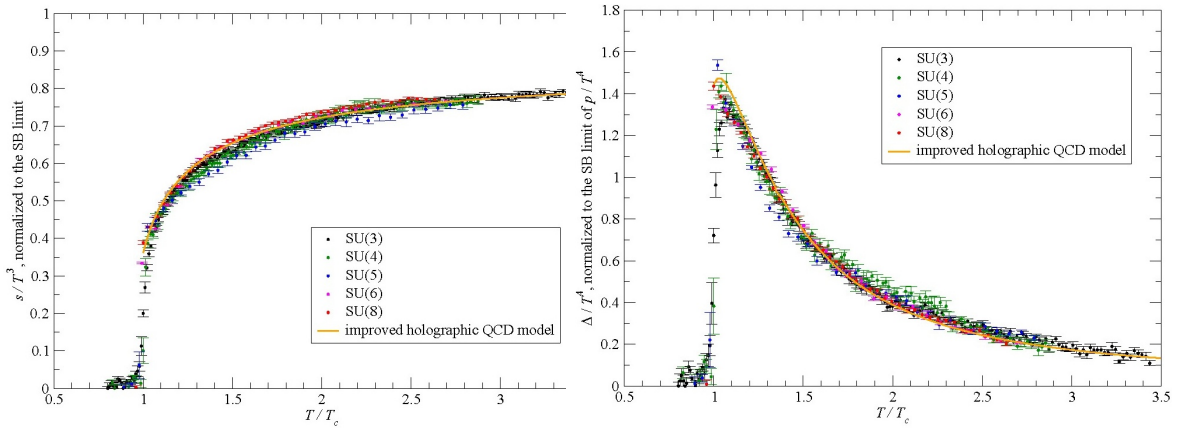 1
0.9
0.8
0.7
0.6
0.5
0.4
0.3
0.2
0.1
0
s / T³, normalized to the SB limit
SU(3)
SU(4)
SU(5)
SU(6)
SU(8)
improved holographic QCD model
0.5 1 1.5 2 2.5 3
T / Tc
1.8
1.6
1.4
1.2
1
0.8
0.6
0.4
0.2
0
Δ / T⁴, normalized to the SB limit of p / T⁴
SU(3)
SU(4)
SU(5)
SU(6)
SU(8)
improved holographic QCD model
0.5 1 1.5 2 2.5 3 3.5
T / Tc